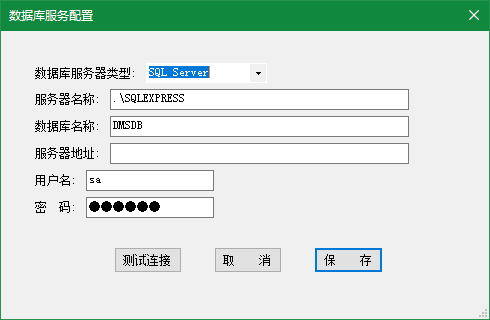 数据库服务配置
数据库服务器类型: SQL Server
服务器名称: .\SQLEXPRESS
数据库名称: DMSDB
服务器地址:
用户名: sa
密 码: ●●●●●●
测试连接 取 消 保 存